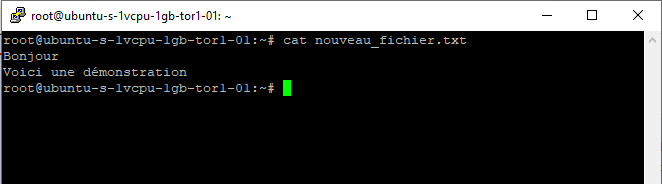 root@ubuntu-s-1vcpu-1gb-tor1-01: ~
root@ubuntu-s-1vcpu-1gb-tor1-01:~# cat nouveau_fichier.txt
Bonjour
Voici une démonstration
root@ubuntu-s-1vcpu-1gb-tor1-01:~#